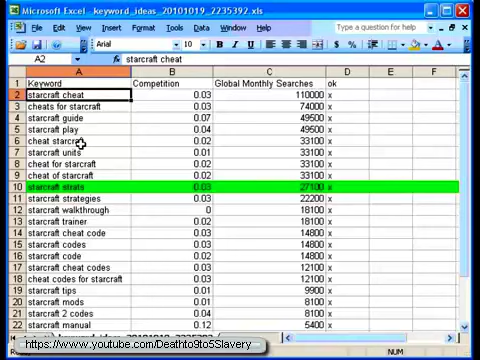 Microsoft Excel - keyword_ideas_20101019_2235392.xls
File Edit View Insert Format Tools Data Window Help Type a question for help
Arial 10 B
A2 fx starcraft cheat
A B C D E F
1 Keyword Competition Global Monthly Searches ok
2 starcraft cheat 0.03 110000 x
3 cheats for starcraft 0.03 74000 x
4 starcraft guide 0.07 49500 x
5 starcraft play 0.04 49500 x
6 cheat starcraft 0.02 33100 x
7 starcraft units 0.01 33100 x
8 cheat for starcraft 0.02 33100 x
9 cheat of starcraft 0.02 33100 x
10 starcraft strats 0.03 27100 x
11 starcraft strategies 0.03 22200 x
12 starcraft walkthrough 0 18100 x
13 starcraft trainer 0.02 18100 x
14 starcraft cheat code 0.03 14800 x
15 starcraft codes 0.02 14800 x
16 starcraft code 0.02 14800 x
17 starcraft cheat codes 0.02 12100 x
18 cheat codes for starcraft 0.03 12100 x
19 starcraft tips 0.01 9900 x
20 starcraft mods 0.01 8100 x
21 starcraft 2 codes 0.04 8100 x
22 starcraft manual 0.12 5400 x
https://www.youtube.com/Deathto9to5Slavery
NUM